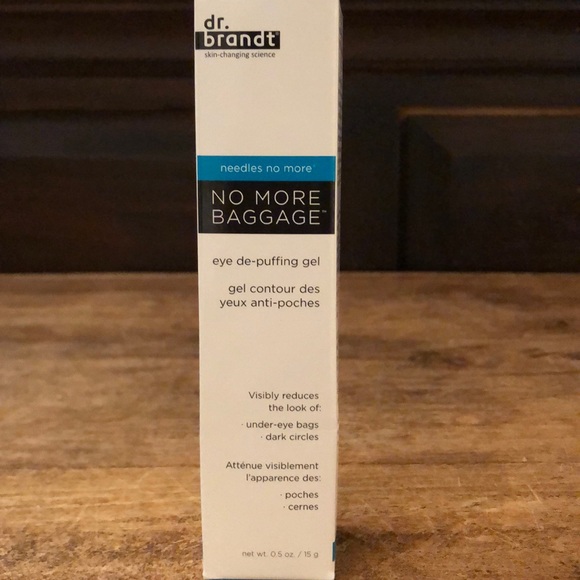 dr.
brandt
skin-changing science
needles no more™
NO MORE
BAGGAGE™
eye de-puffing gel
gel contour des
yeux anti-poches
Visibly reduces
the look of:
· under-eye bags
· dark circles
Atténue visiblement
l'apparence des:
· poches
· cernes
net wt. 0.5 oz. / 15 g